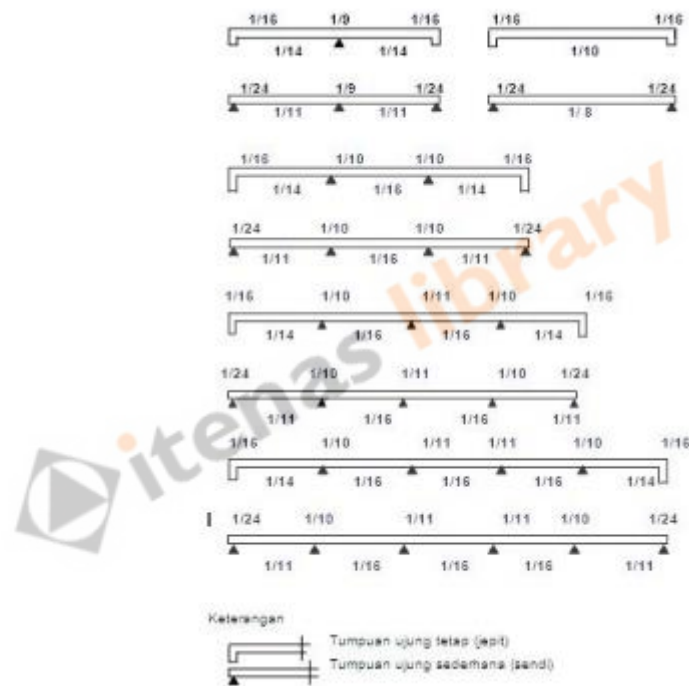 1/16 1/9 1/16 1/16 1/16
1/14 1/14 1/10
1/24 1/9 1/24 1/24 1/24
1/11 1/11 1/8
1/16 1/10 1/10 1/16
1/14 1/16 1/14
1/24 1/10 1/10 1/24
1/11 1/16 1/11
1/16 1/10 1/11 1/10 1/16
1/14 1/16 1/16 1/14
1/24 1/10 1/11 1/10 1/24
1/11 1/16 1/16 1/11
1/16 1/10 1/11 1/11 1/10 1/16
1/14 1/16 1/16 1/16 1/14
1/24 1/10 1/11 1/11 1/10 1/24
1/11 1/16 1/16 1/16 1/11
Keterangan
Tumpuan ujung tetap (jepit)
Tumpuan ujung sederhana (sendi)
itenas library